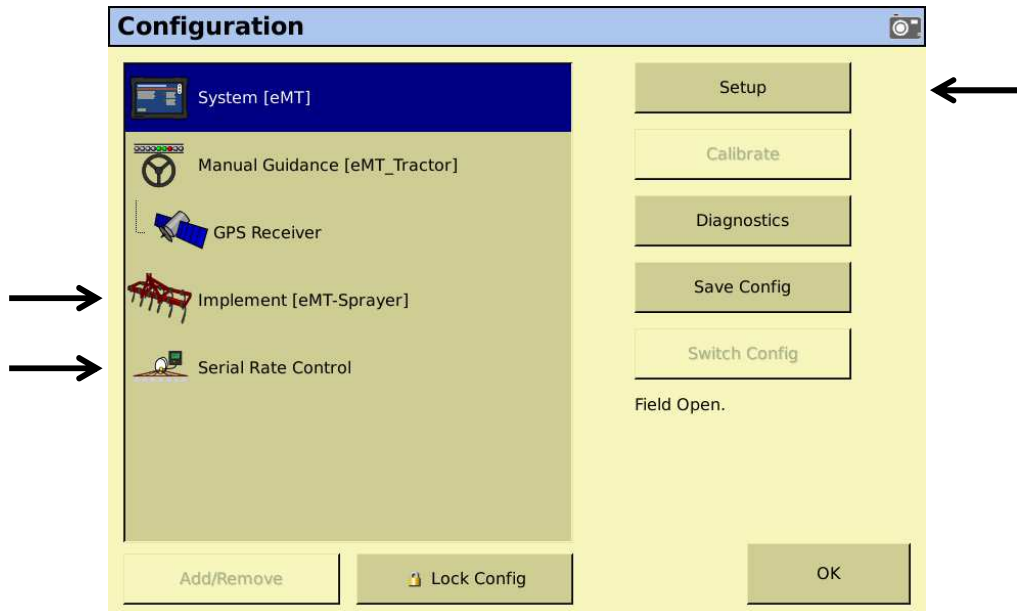 Configuration
System [eMT]
Manual Guidance [eMT_Tractor]
GPS Receiver
Implement [eMT-Sprayer]
Serial Rate Control
Setup
Calibrate
Diagnostics
Save Config
Switch Config
Field Open.
Add/Remove
Lock Config
OK